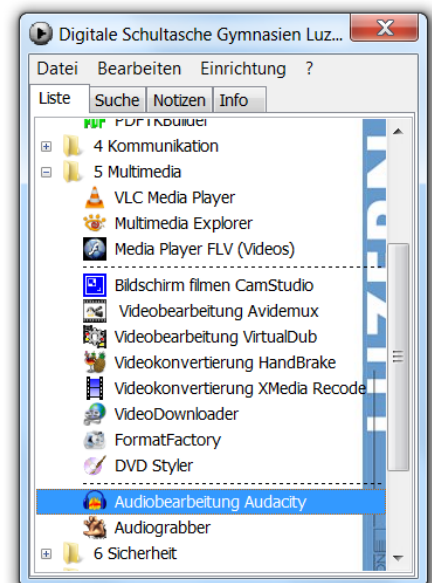 Digitale Schultasche Gymnasien Luz...
Datei Bearbeiten Einrichtung ?
Liste Suche Notizen Info
PDFTKBuilder
4 Kommunikation
5 Multimedia
VLC Media Player
Multimedia Explorer
Media Player FLV (Videos)
Bildschirm filmen CamStudio
Videobearbeitung Avidemux
Videobearbeitung VirtualDub
Videokonvertierung HandBrake
Videokonvertierung XMedia Recode
VideoDownloader
FormatFactory
DVD Styler
Audiobearbeitung Audacity
Audiograbber
6 Sicherheit
LUZERN